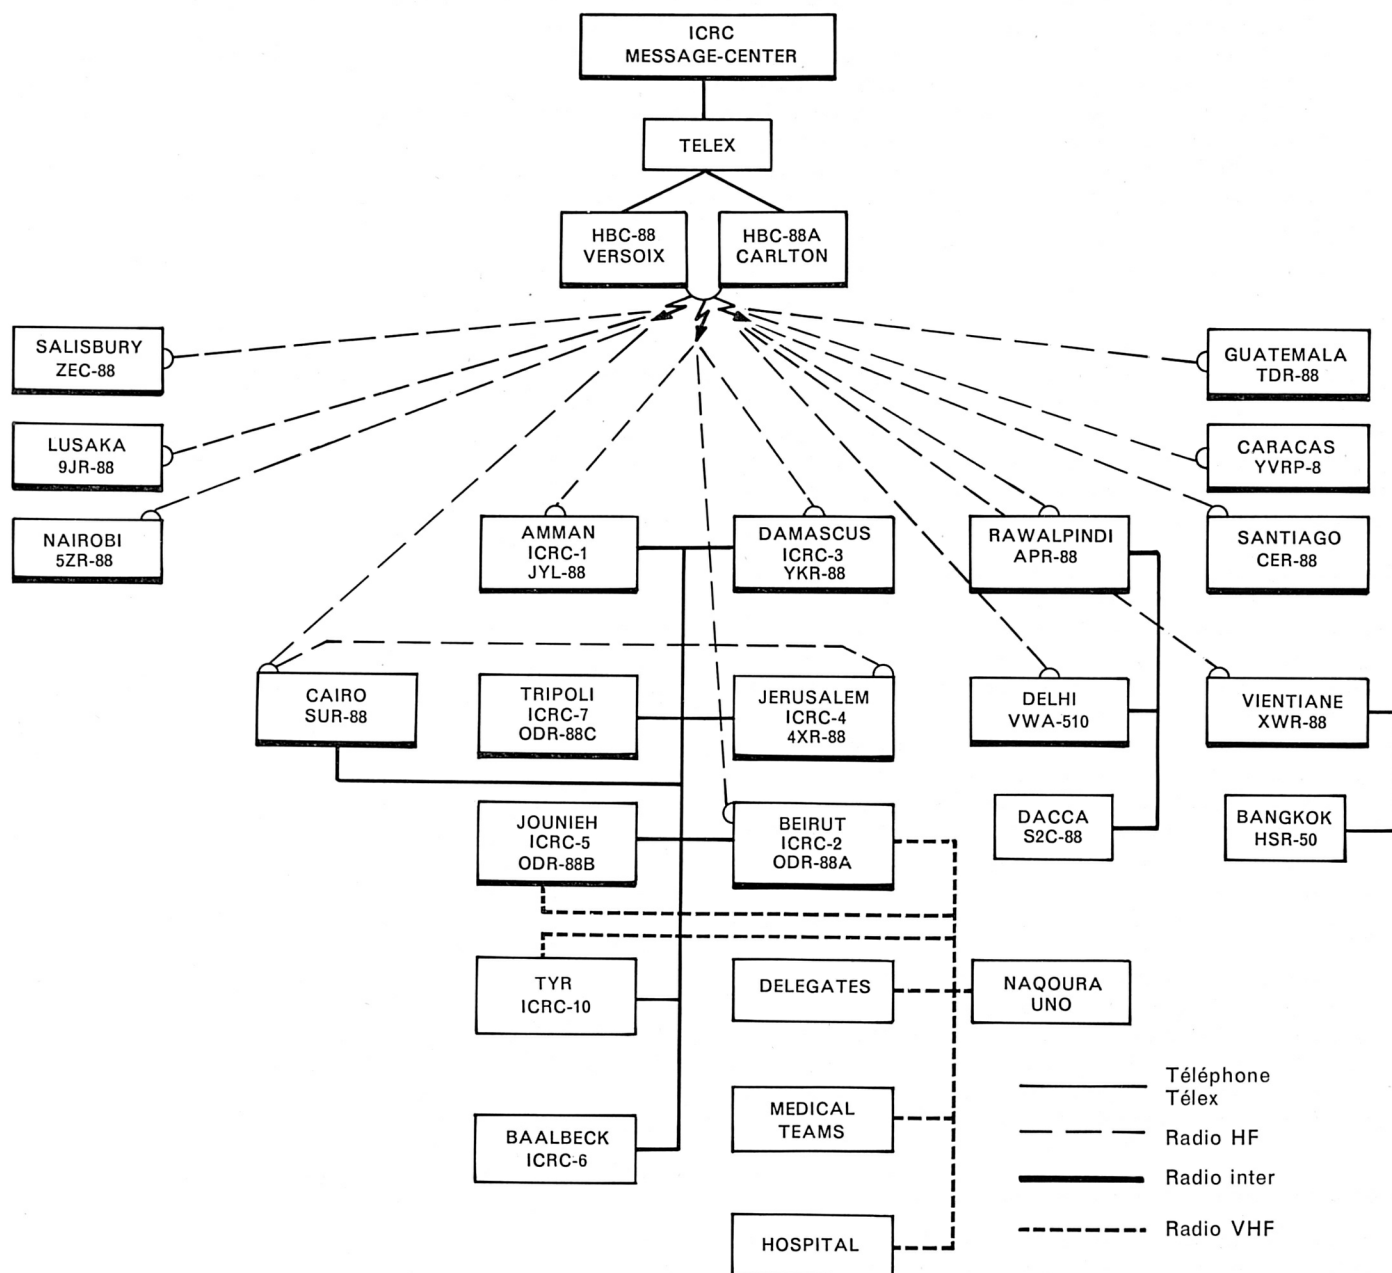 ICRC
MESSAGE-CENTER
TELEX
HBC-88
VERSOIX
HBC-88A
CARLTON
SALISBURY
ZEC-88
GUATEMALA
TDR-88
LUSAKA
9JR-88
CARACAS
YVRP-8
NAIROBI
5ZR-88
AMMAN
ICRC-1
JYL-88
DAMASCUS
ICRC-3
YKR-88
RAWALPINDI
APR-88
SANTIAGO
CER-88
CAIRO
SUR-88
TRIPOLI
ICRC-7
ODR-88C
JERUSALEM
ICRC-4
4XR-88
DELHI
VWA-510
VIENTIANE
XWR-88
JOUNIEH
ICRC-5
ODR-88B
BEIRUT
ICRC-2
ODR-88A
DACCA
S2C-88
BANGKOK
HSR-50
TYR
ICRC-10
DELEGATES
NAQOURA
UNO
BAALBECK
ICRC-6
MEDICAL
TEAMS
HOSPITAL
Téléphone
Télex
Radio HF
Radio inter
Radio VHF